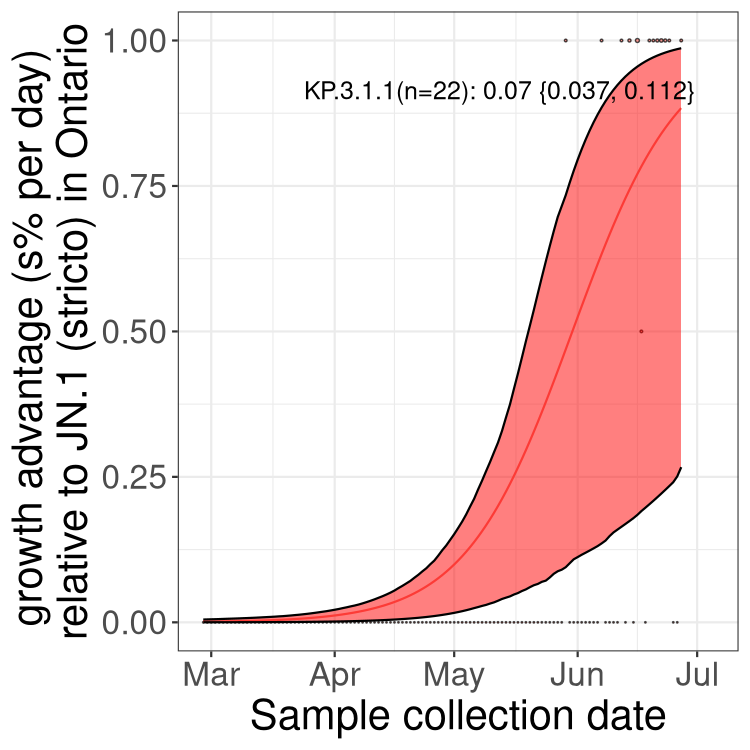 growth advantage (s% per day)
relative to JN.1 (stricto) in Ontario
1.00
0.75
0.50
0.25
0.00
KP.3.1.1(n=22): 0.07 {0.037, 0.112}
Mar Apr May Jun Jul
Sample collection date